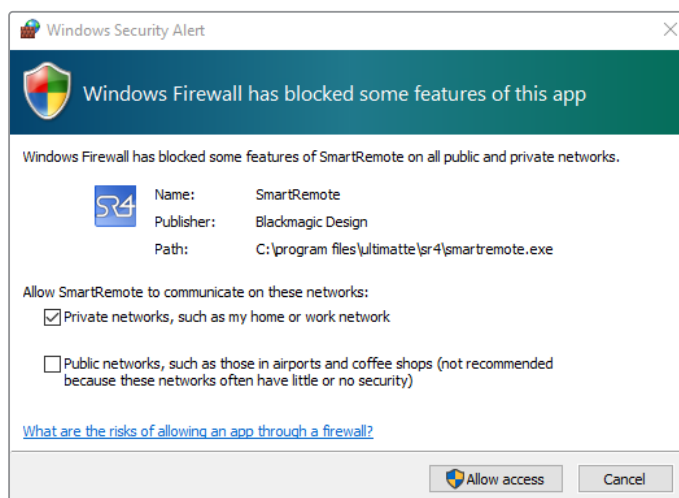 Windows Security Alert
Windows Firewall has blocked some features of this app
Windows Firewall has blocked some features of SmartRemote on all public and private networks.
SR4
Name: SmartRemote
Publisher: Blackmagic Design
Path: C:\program files\ultimatte\sr4\smartremote.exe
Allow SmartRemote to communicate on these networks:
Private networks, such as my home or work network
Public networks, such as those in airports and coffee shops (not recommended
because these networks often have little or no security)
What are the risks of allowing an app through a firewall?
Allow access Cancel